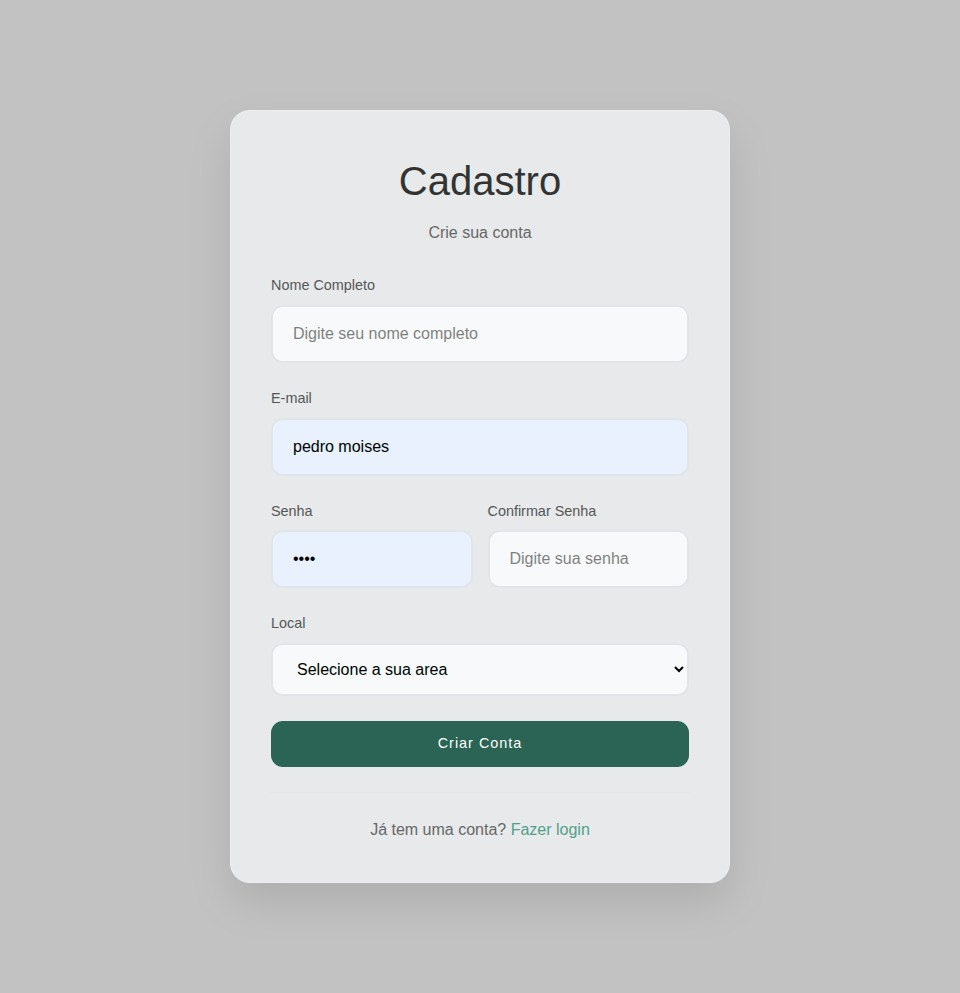 Cadastro
Crie sua conta
Nome Completo
Digite seu nome completo
E-mail
pedro moises
Senha
Confirmar Senha
••••
Digite sua senha
Local
Selecione a sua area
Criar Conta
Já tem uma conta? Fazer login